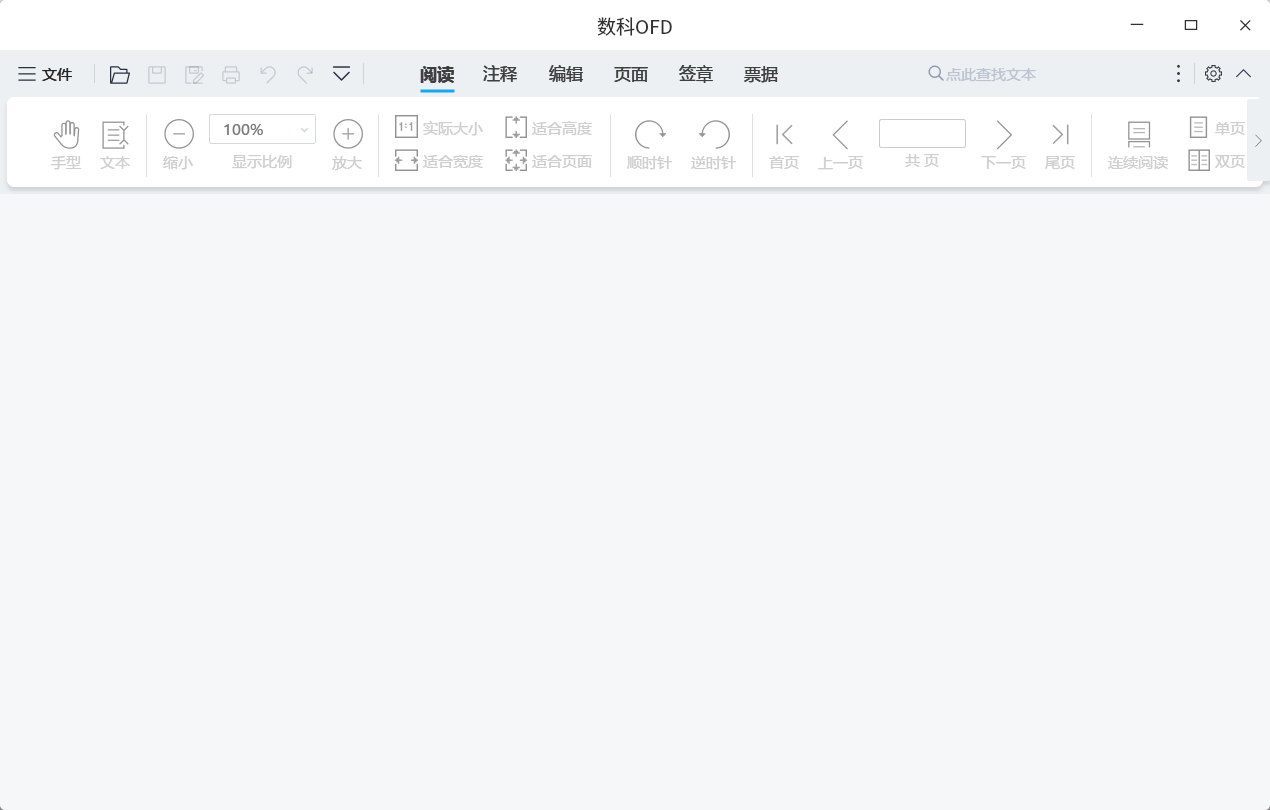 数科OFD
文件 阅读 注释 编辑 页面 签章 票据 点此查找文本
100% 1:1 实际大小 适合高度 单页
手型 文本 缩小 显示比例 放大 适合宽度 适合页面 顺时针 逆时针 首页 上一页 共 页 下一页 尾页 连续阅读 双页